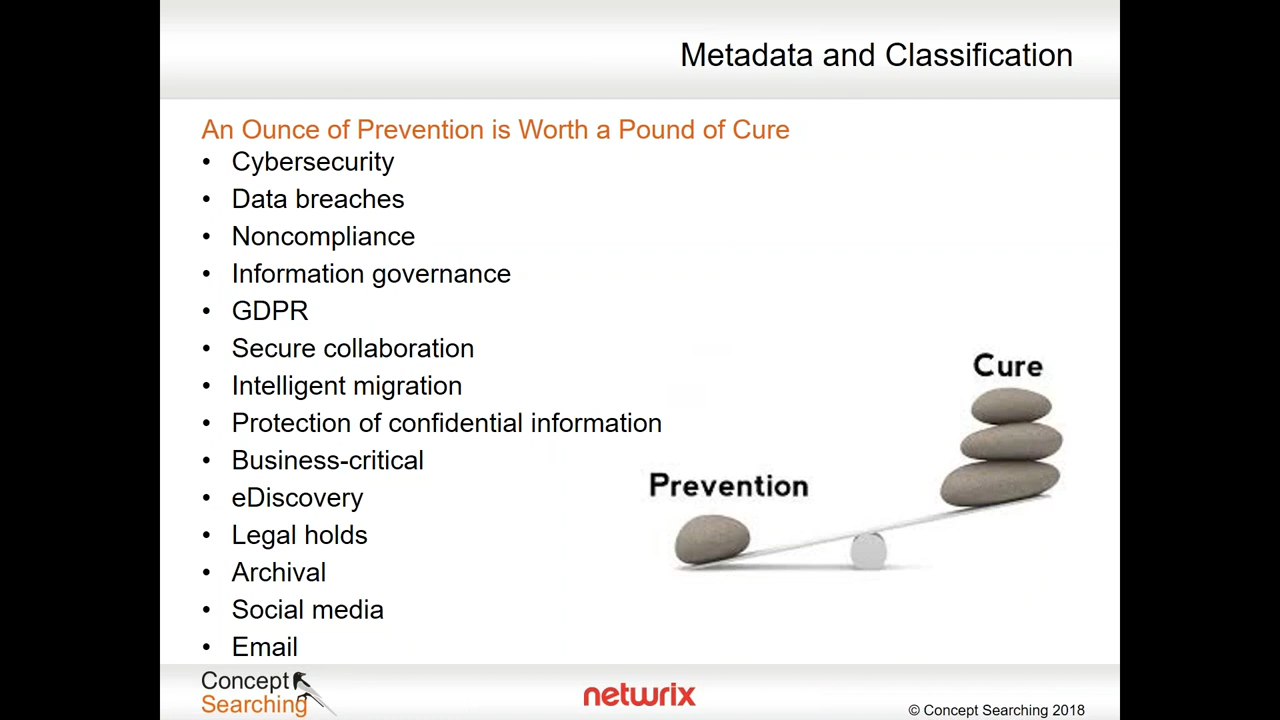 Metadata and Classification
An Ounce of Prevention is Worth a Pound of Cure
• Cybersecurity
• Data breaches
• Noncompliance
• Information governance
• GDPR
• Secure collaboration
• Intelligent migration
• Protection of confidential information
• Business-critical
• eDiscovery
• Legal holds
• Archival
• Social media
• Email
Cure
Prevention
Concept
Searching
netwrix
© Concept Searching 2018